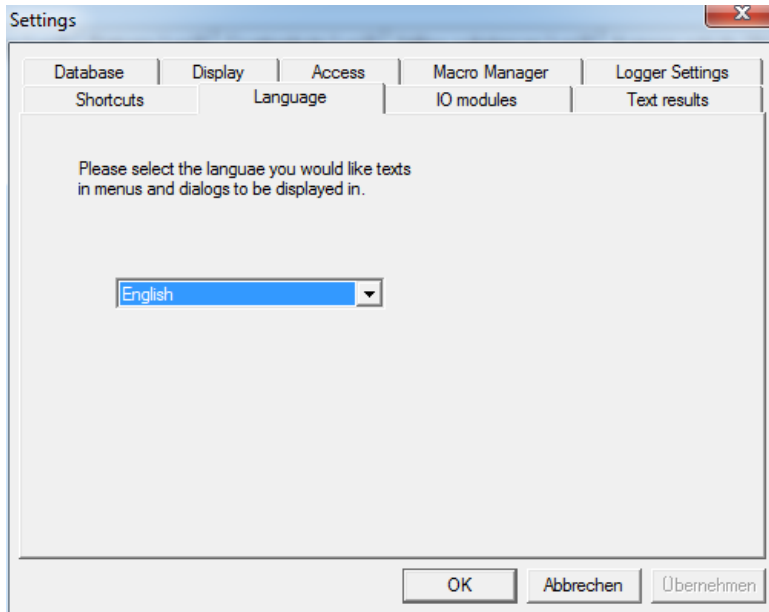 Settings
Database Display Access Macro Manager Logger Settings
Shortcuts Language IO modules Text results
Please select the languae you would like texts
in menus and dialogs to be displayed in.
English
OK Abbrechen Übernehmen